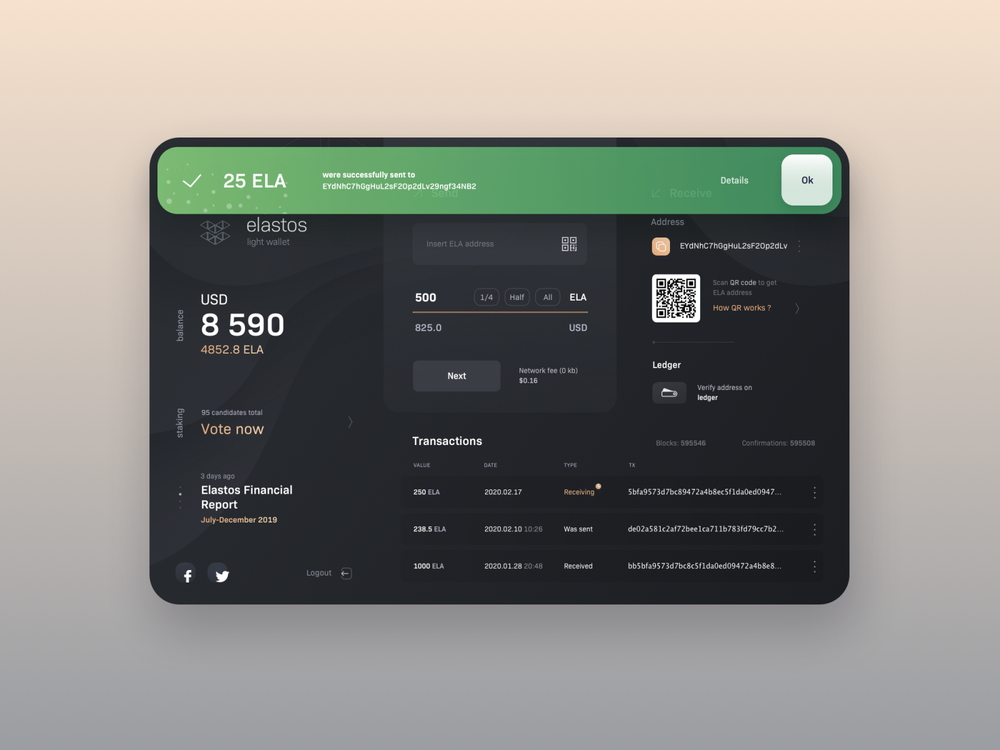 25 ELA
were successfully sent to
EYdNhC7hGgHuL2sF2Op2dLv29ngf34NB2
Details
Ok
Send
Receive
elastos
light wallet
balance
USD
8 590
4852.8 ELA
staking
95 candidates total
Vote now
3 days ago
Elastos Financial
Report
July-December 2019
Logout
Insert ELA address
500
1/4
Half
All
ELA
825.0
USD
Next
Network fee (0 kb)
$0.16
Address
EYdNhC7hGgHuL2sF2Op2dLv
Scan QR code to get
ELA address
How QR works ?
Ledger
Verify address on
ledger
Transactions
Blocks: 595546
Confirmations: 595508
VALUE DATE TYPE TX
250 ELA 2020.02.17 Receiving 5bfa9573d7bc89472a4b8ec5f1da0ed0947...
238.5 ELA 2020.02.10 10:26 Was sent de02a581c2af72bee1ca711b783fd79cc7b2...
1000 ELA 2020.01.28 20:48 Received bb5bfa9573d7bc8c5f1da0ed09472a4b8e8...